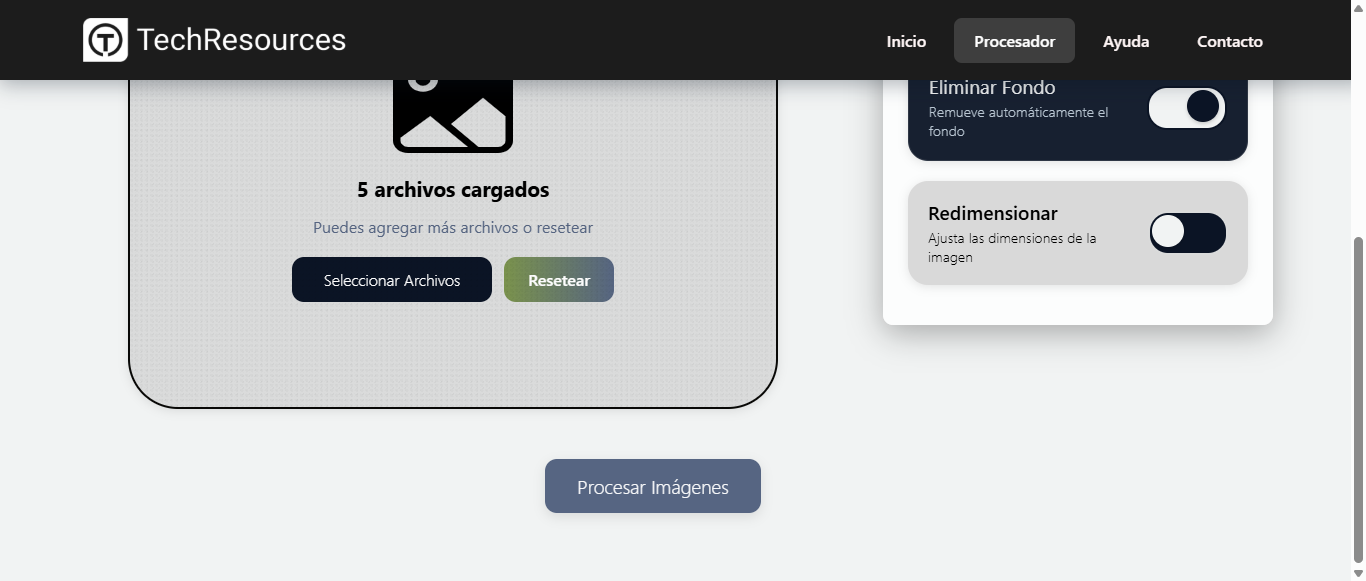 TechResources
Inicio
Procesador
Ayuda
Contacto
5 archivos cargados
Puedes agregar más archivos o resetear
Seleccionar Archivos
Resetear
Procesar Imágenes
Eliminar Fondo
Remueve automáticamente el
fondo
Redimensionar
Ajusta las dimensiones de la
imagen